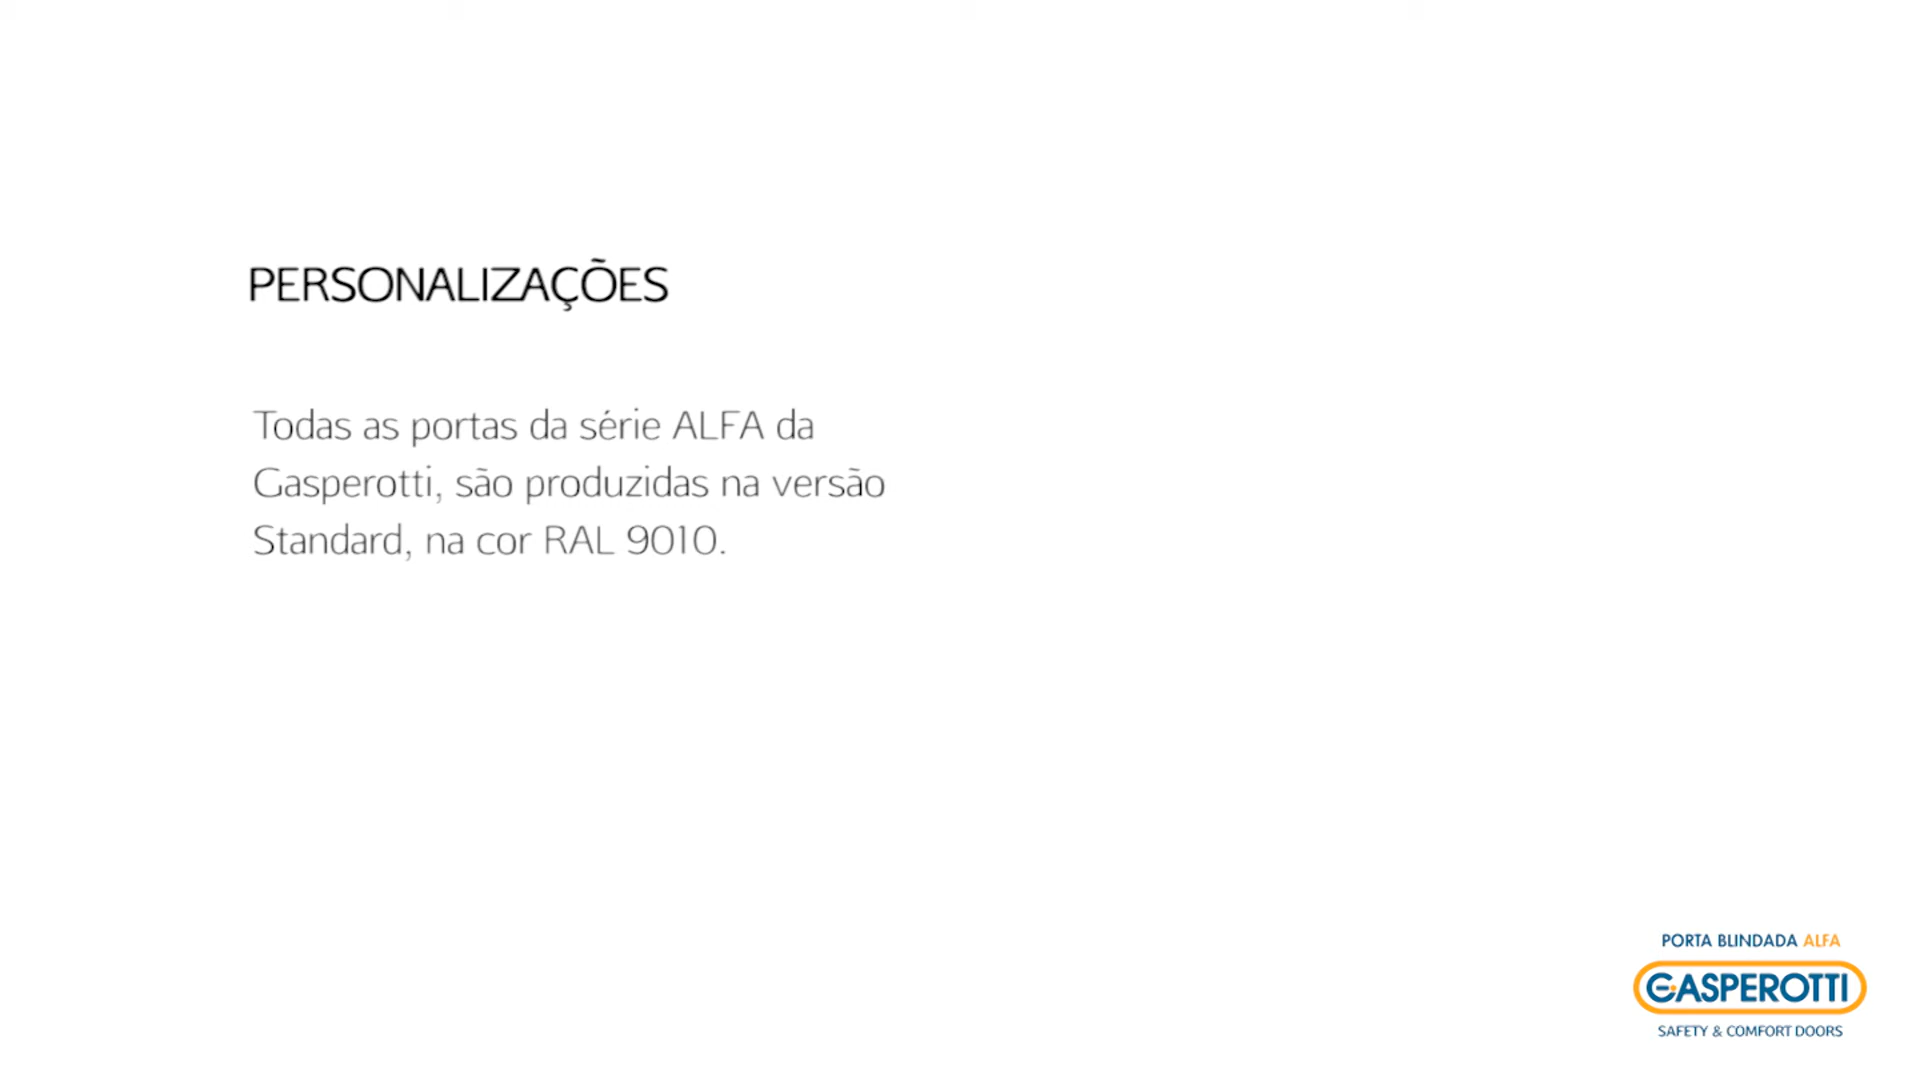 PERSONALIZAÇÕES
Todas as portas da série ALFA da
Gasperotti, são produzidas na versão
Standard, na cor RAL 9010.
PORTA BLINDADA ALFA
GASPEROTTI
SAFETY & COMFORT DOORS